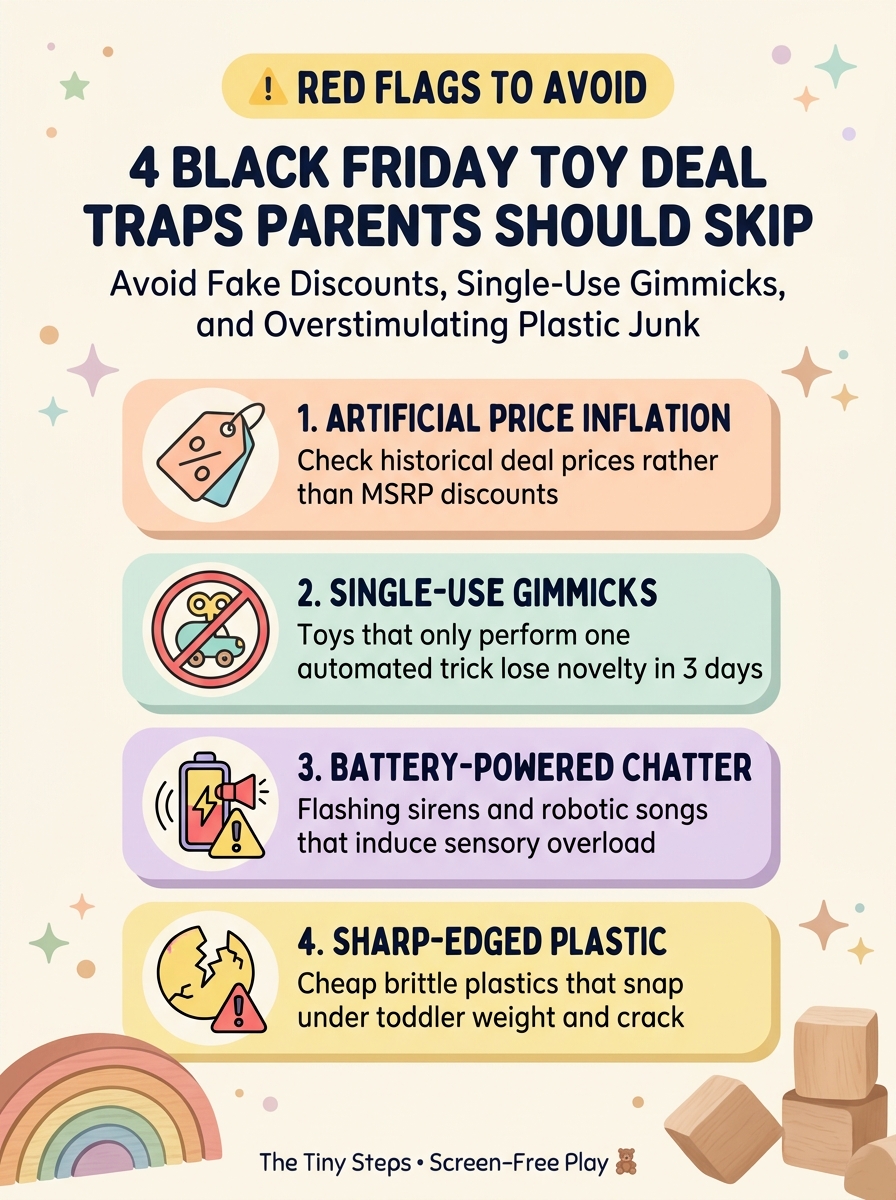 ⚠️ RED FLAGS TO AVOID
4 BLACK FRIDAY TOY DEAL
TRAPS PARENTS SHOULD SKIP
Avoid Fake Discounts, Single-Use Gimmicks,
and Overstimulating Plastic Junk
1. ARTIFICIAL PRICE INFLATION
Check historical deal prices rather
than MSRP discounts
2. SINGLE-USE GIMMICKS
Toys that only perform one
automated trick lose novelty in 3 days
3. BATTERY-POWERED CHATTER
Flashing sirens and robotic songs
that induce sensory overload
4. SHARP-EDGED PLASTIC
Cheap brittle plastics that snap
under toddler weight and crack
The Tiny Steps • Screen-Free Play 🧸